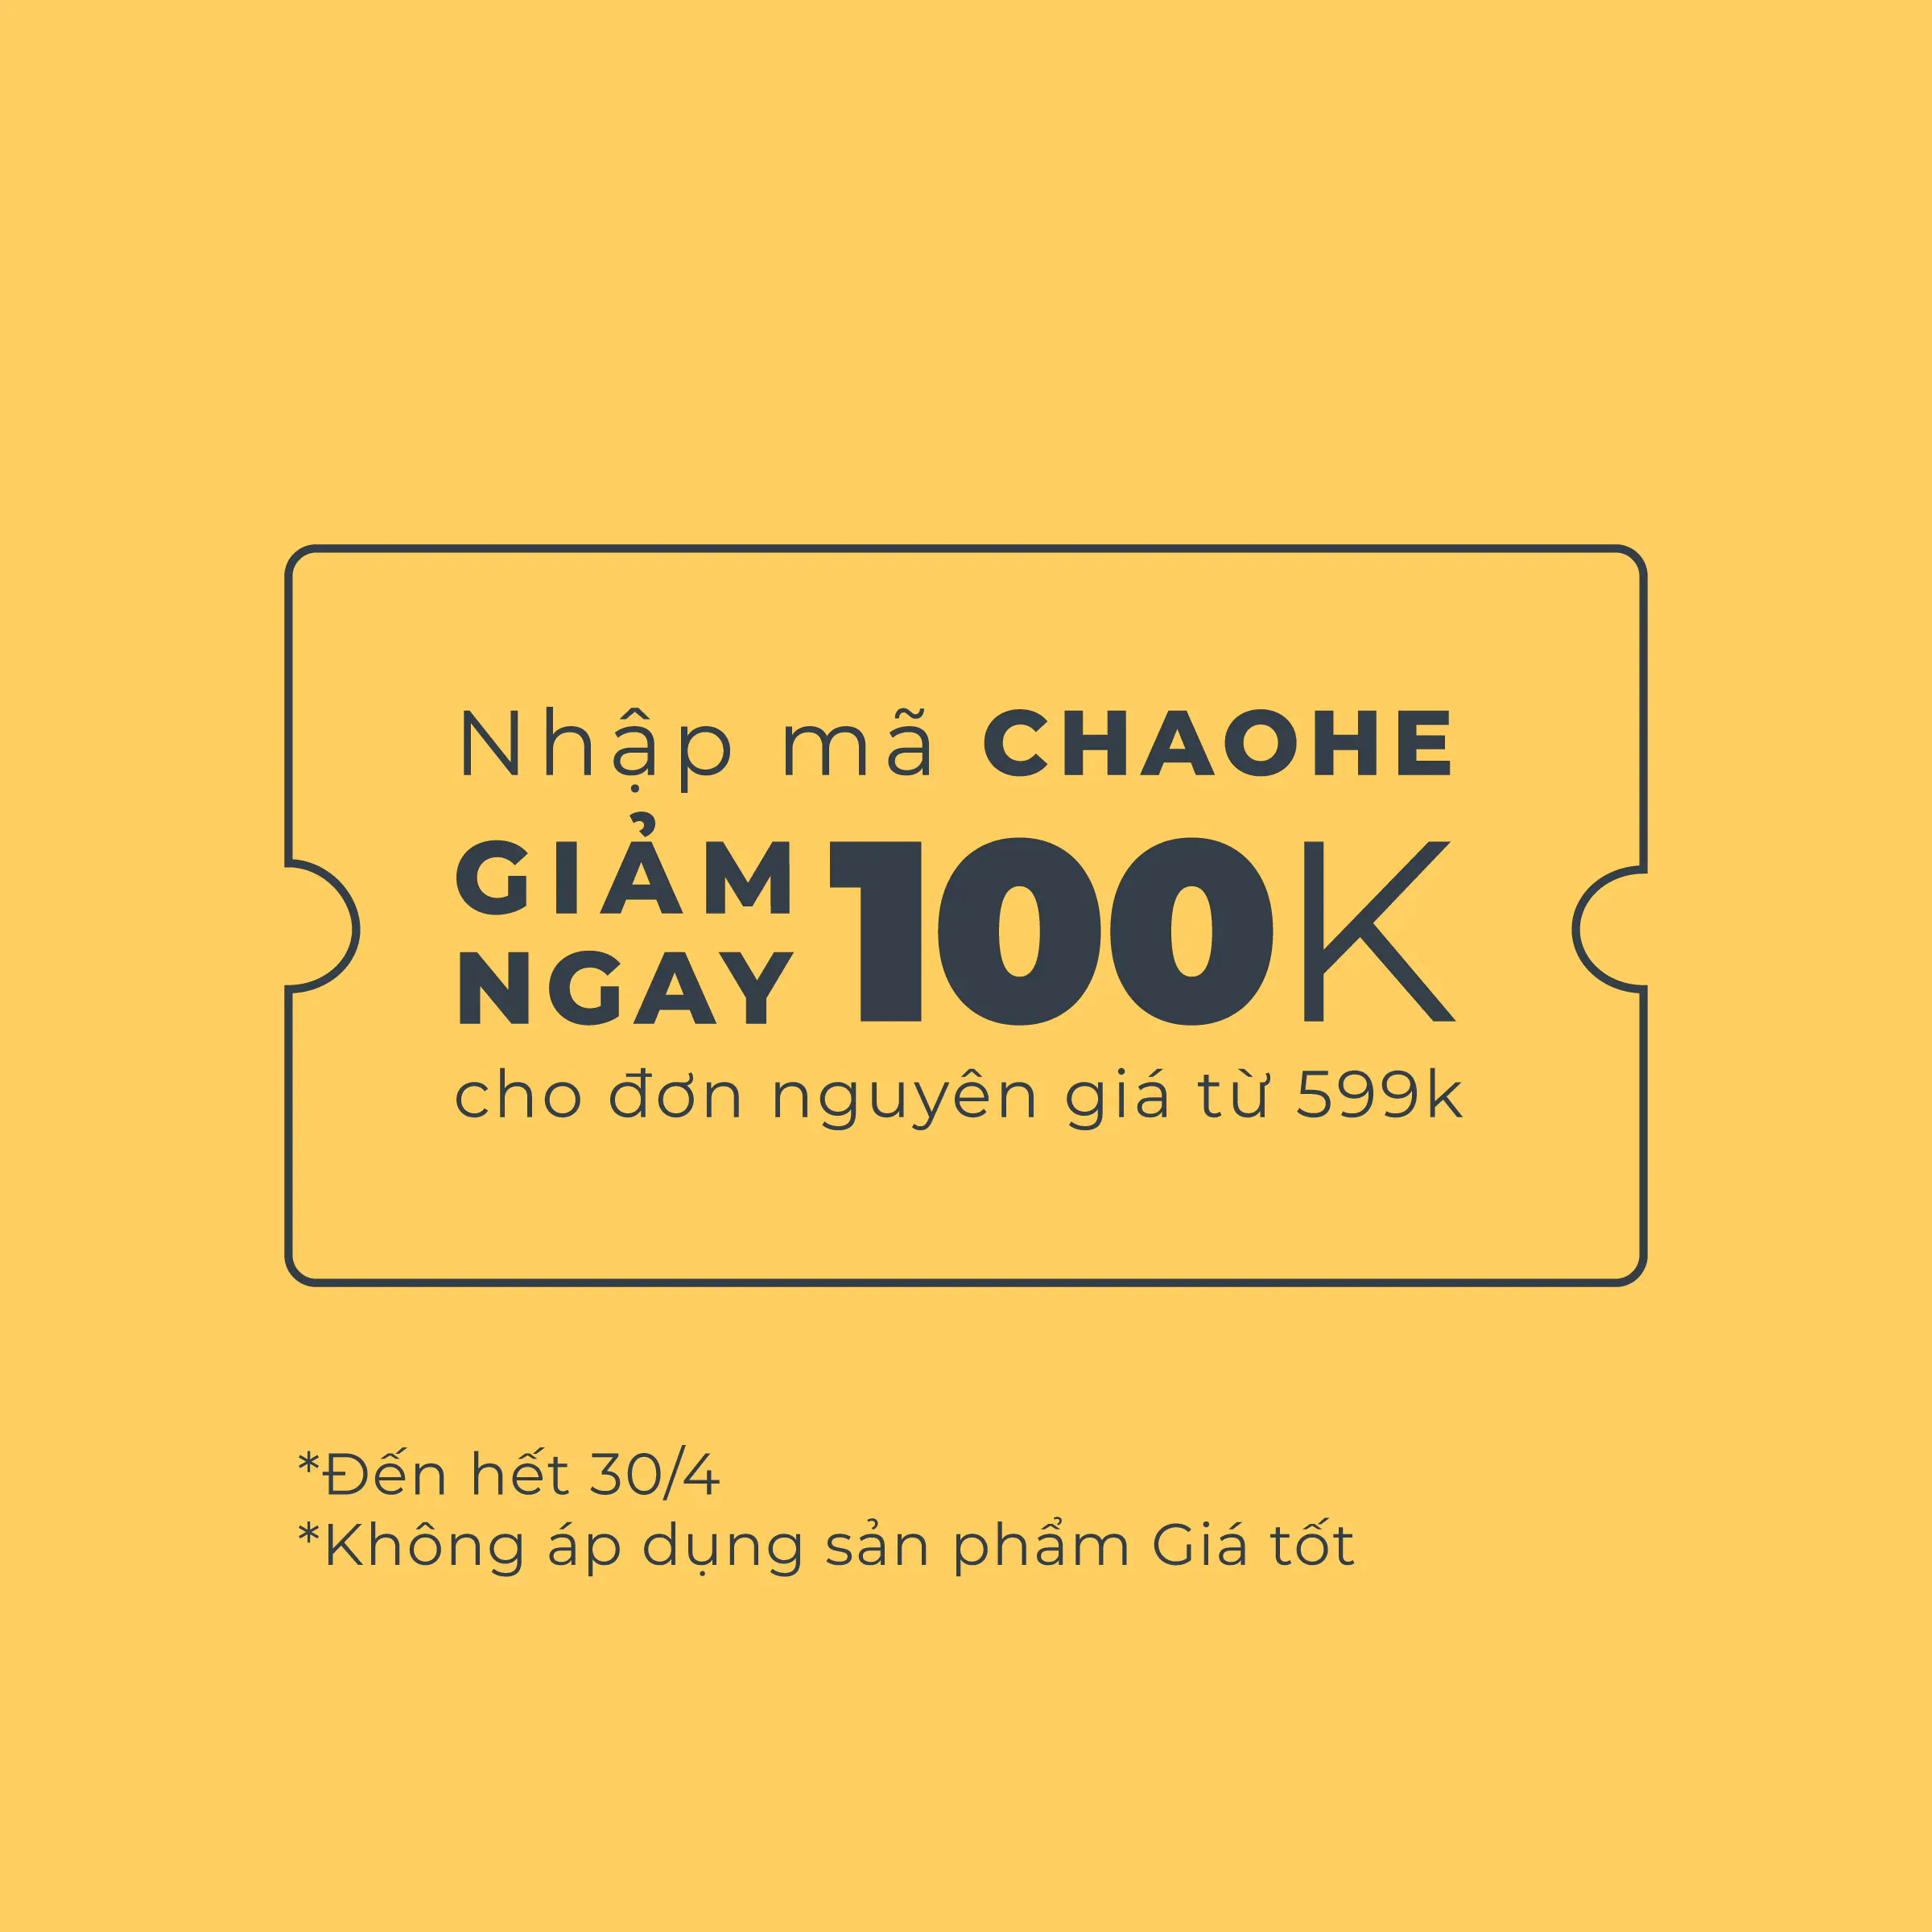 Nhập mã CHAOHE
GIẢM
NGAY
100K
cho đơn nguyên giá từ 599k
*Đến hết 30/4
*Không áp dụng sản phẩm Giá tốt